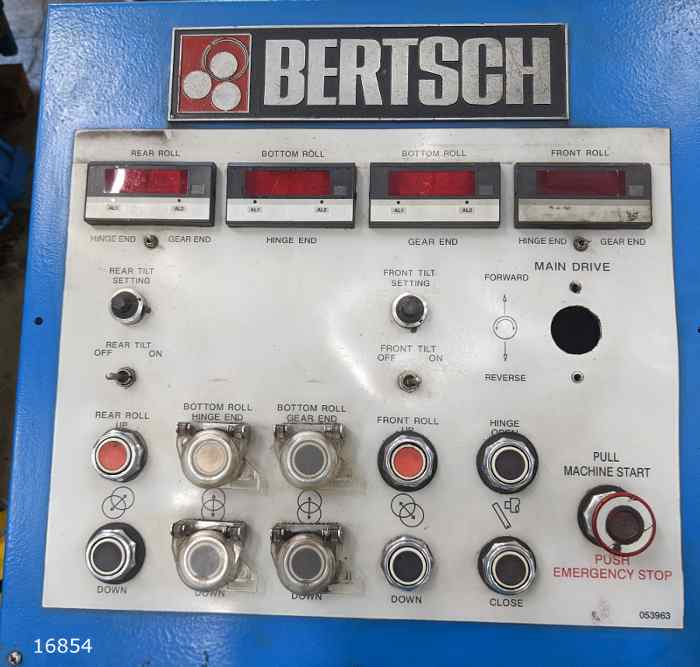 BERTSCH
REAR ROLL
BOTTOM ROLL
BOTTOM ROLL
FRONT ROLL
AL1 AL2
AL1 AL2
AL1 AL2
HINGE END GEAR END
HINGE END
GEAR END
HINGE END GEAR END
REAR TILT
SETTING
FRONT TILT
SETTING
MAIN DRIVE
FORWARD
REVERSE
REAR TILT
OFF ON
FRONT TILT
OFF ON
REAR ROLL
UP
BOTTOM ROLL
HINGE END
BOTTOM ROLL
GEAR END
FRONT ROLL
UP
HINGE
OPEN
PULL
MACHINE START
PUSH
EMERGENCY STOP
DOWN
DOWN
DOWN
DOWN
CLOSE
053963
16854